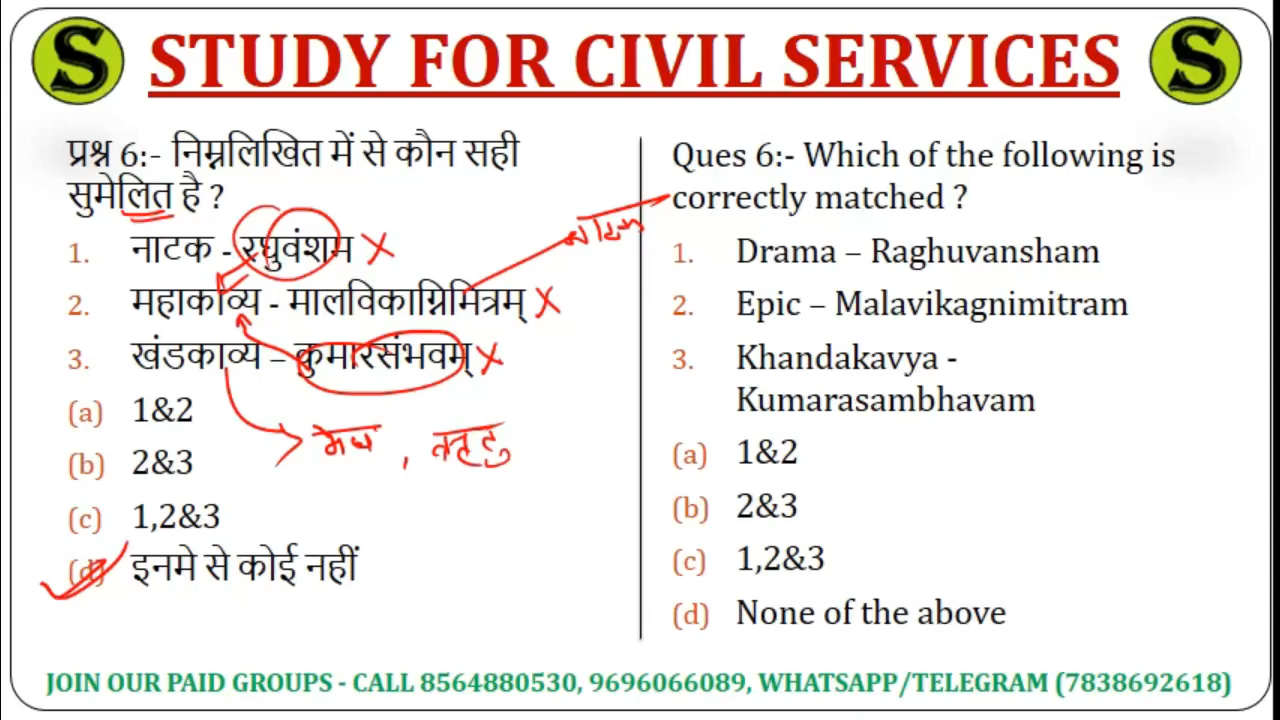 S STUDY FOR CIVIL SERVICES S
प्रश्न 6:- निम्नलिखित में से कौन सही
सुमेलित है ?
1. नाटक - रघुवंशम
2. महाकाव्य - मालविकाग्निमित्रम्
3. खंडकाव्य – कुमारसंभवम्
(a) 1&2
(b) 2&3
(c) 1,2&3
(d) इनमे से कोई नहीं
मेघ , ऋतु
Ques 6:- Which of the following is
correctly matched ?
1. Drama – Raghuvansham
2. Epic – Malavikagnimitram
3. Khandakavya -
Kumarasambhavam
(a) 1&2
(b) 2&3
(c) 1,2&3
(d) None of the above
JOIN OUR PAID GROUPS - CALL 8564880530, 9696066089, WHATSAPP/TELEGRAM (7838692618)